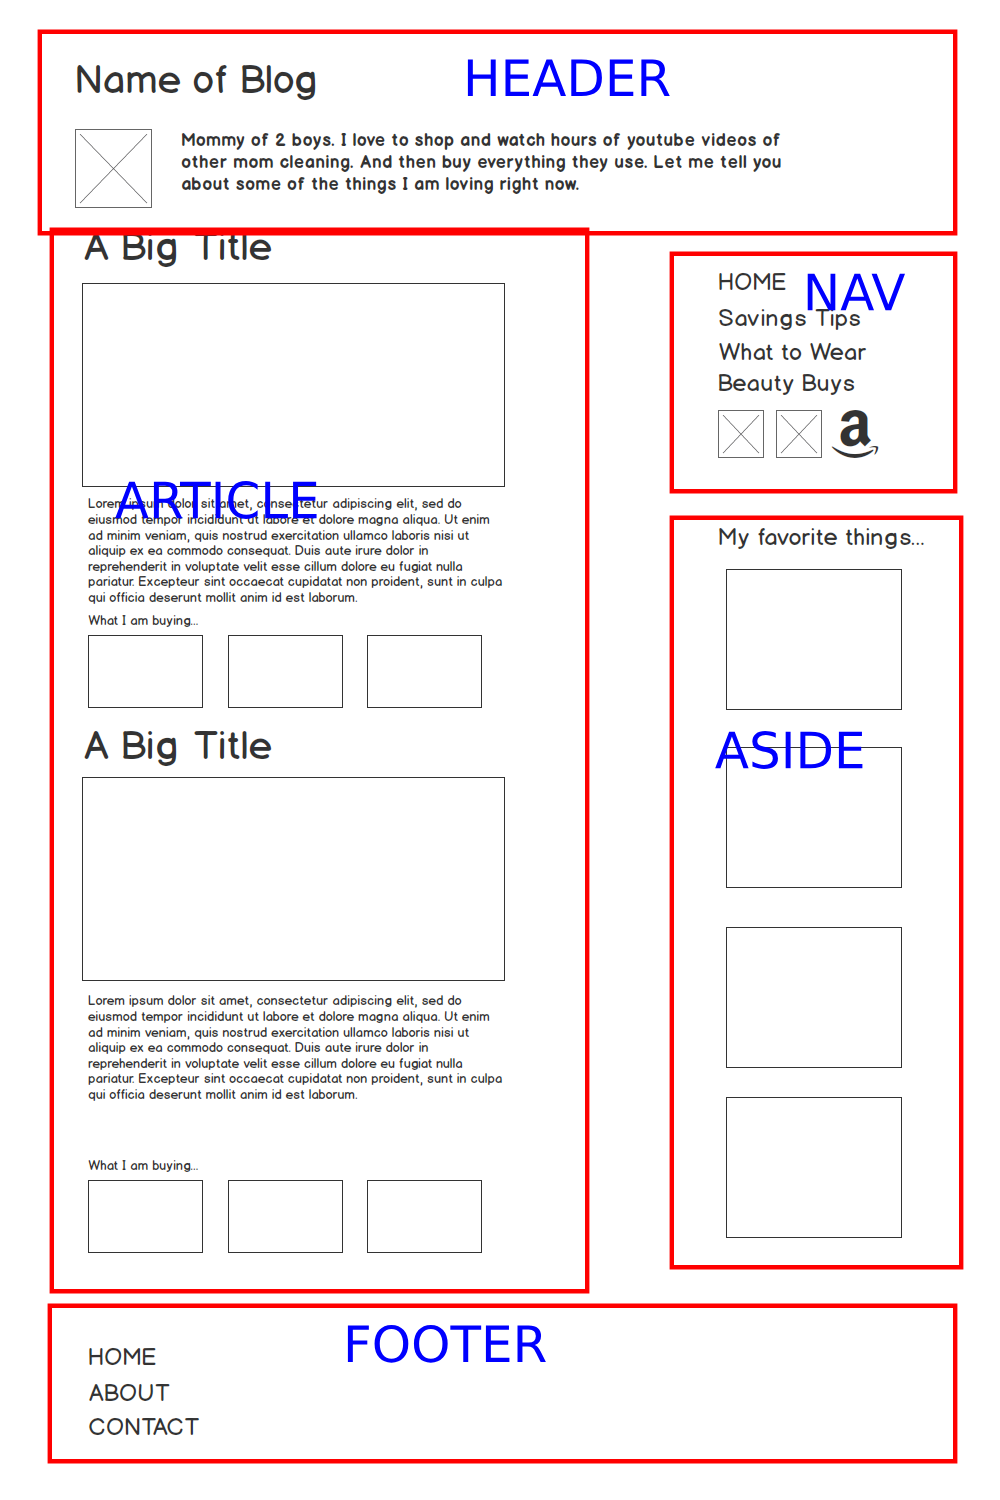 Name of Blog
HEADER
Mommy of 2 boys. I love to shop and watch hours of youtube videos of
other mom cleaning. And then buy everything they use. Let me tell you
about some of the things I am loving right now.
A Big Title
ARTICLE
Lorem ipsum dolor sit amet, consectetur adipiscing elit, sed do
eiusmod tempor incididunt ut labore et dolore magna aliqua. Ut enim
ad minim veniam, quis nostrud exercitation ullamco laboris nisi ut
aliquip ex ea commodo consequat. Duis aute irure dolor in
reprehenderit in voluptate velit esse cillum dolore eu fugiat nulla
pariatur. Excepteur sint occaecat cupidatat non proident, sunt in culpa
qui officia deserunt mollit anim id est laborum.
What I am buying...
A Big Title
Lorem ipsum dolor sit amet, consectetur adipiscing elit, sed do
eiusmod tempor incididunt ut labore et dolore magna aliqua. Ut enim
ad minim veniam, quis nostrud exercitation ullamco laboris nisi ut
aliquip ex ea commodo consequat. Duis aute irure dolor in
reprehenderit in voluptate velit esse cillum dolore eu fugiat nulla
pariatur. Excepteur sint occaecat cupidatat non proident, sunt in culpa
qui officia deserunt mollit anim id est laborum.
What I am buying...
HOME
NAV
Savings Tips
What to Wear
Beauty Buys
a
My favorite things...
ASIDE
FOOTER
HOME
ABOUT
CONTACT